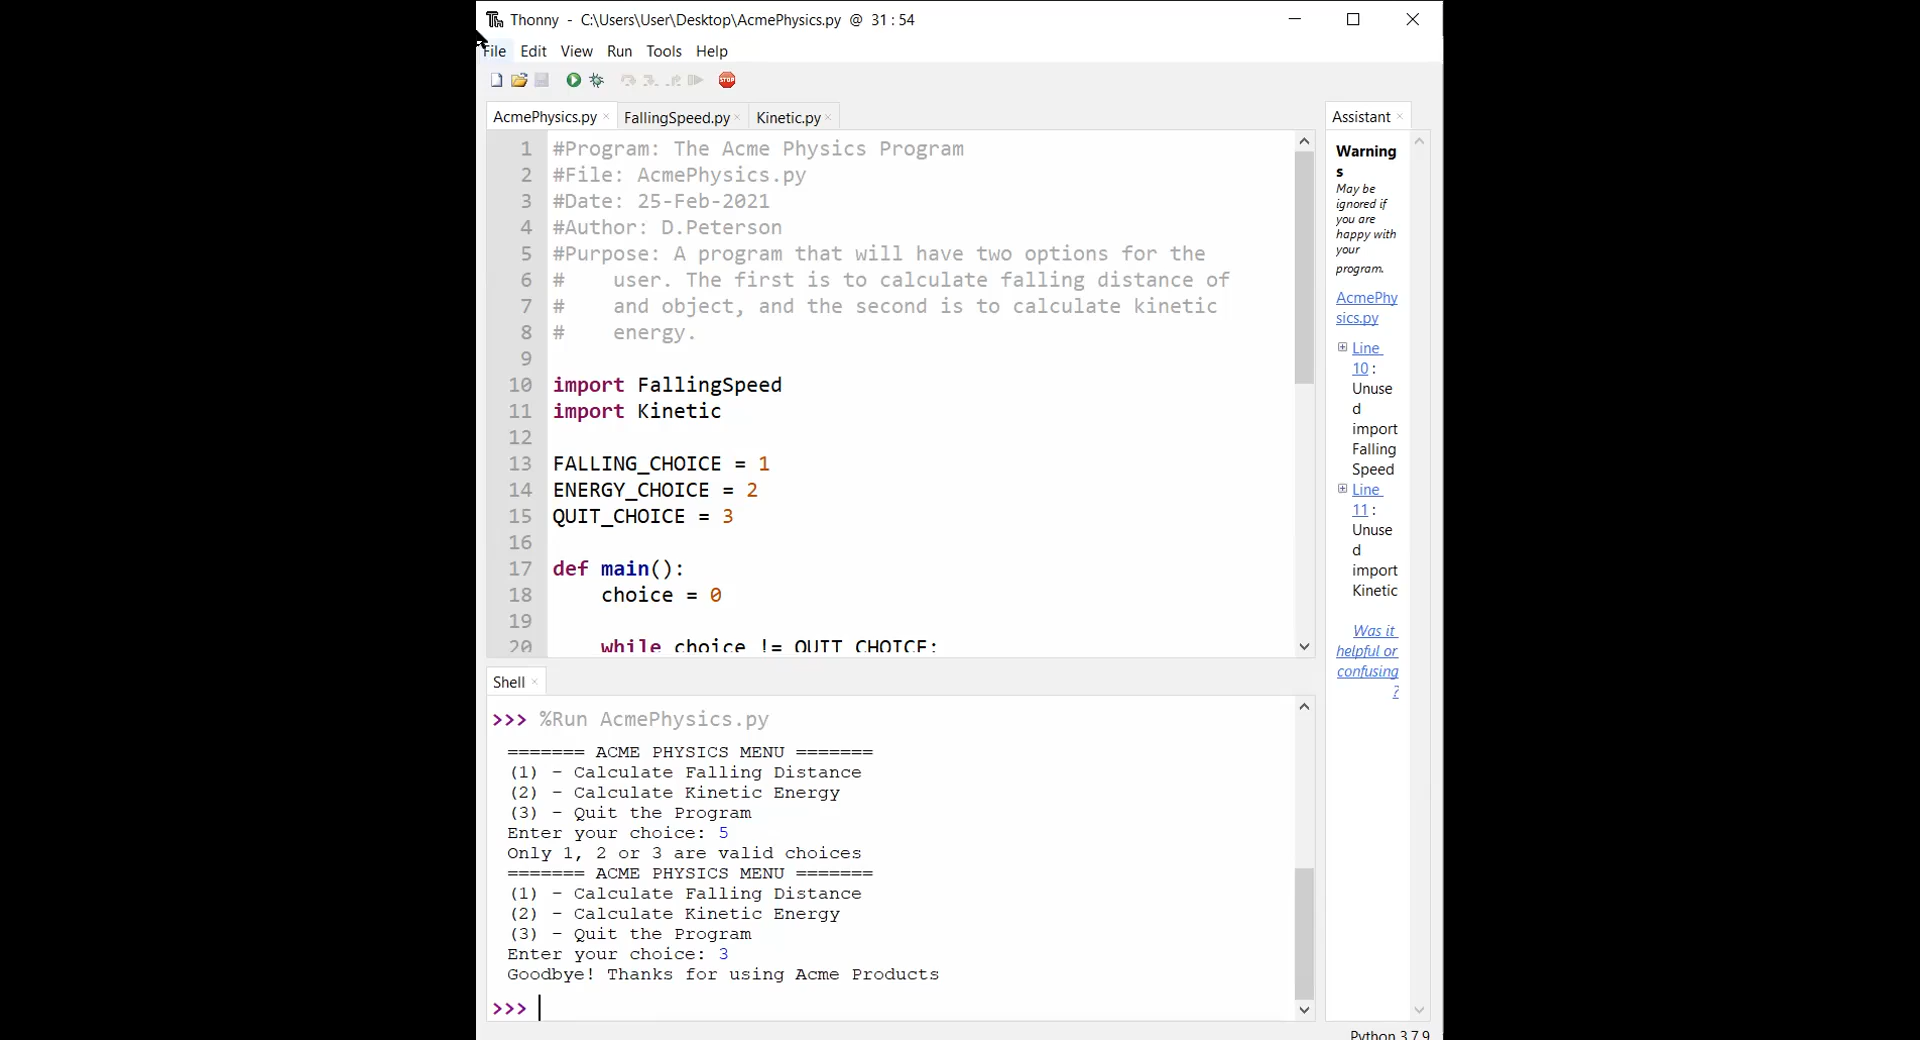 Thonny - C:\Users\User\Desktop\AcmePhysics.py @ 31 : 54
File Edit View Run Tools Help
STOP
AcmePhysics.py × FallingSpeed.py × Kinetic.py ×
1 #Program: The Acme Physics Program
2 #File: AcmePhysics.py
3 #Date: 25-Feb-2021
4 #Author: D.Peterson
5 #Purpose: A program that will have two options for the
6 #    user. The first is to calculate falling distance of
7 #    and object, and the second is to calculate kinetic
8 #    energy.
9
10 import FallingSpeed
11 import Kinetic
12
13 FALLING_CHOICE = 1
14 ENERGY_CHOICE = 2
15 QUIT_CHOICE = 3
16
17 def main():
18     choice = 0
19
20     while choice != QUIT_CHOICE:
Shell ×
>>> %Run AcmePhysics.py
======= ACME PHYSICS MENU =======
(1) - Calculate Falling Distance
(2) - Calculate Kinetic Energy
(3) - Quit the Program
Enter your choice: 5
Only 1, 2 or 3 are valid choices
======= ACME PHYSICS MENU =======
(1) - Calculate Falling Distance
(2) - Calculate Kinetic Energy
(3) - Quit the Program
Enter your choice: 3
Goodbye! Thanks for using Acme Products
>>>
Assistant ×
Warning
s
May be
ignored if
you are
happy with
your
program.
AcmePhy
sics.py
Line
10 :
Unuse
d
import
Falling
Speed
Line
11 :
Unuse
d
import
Kinetic
Was it
helpful or
confusing
?
Python 3.7.9